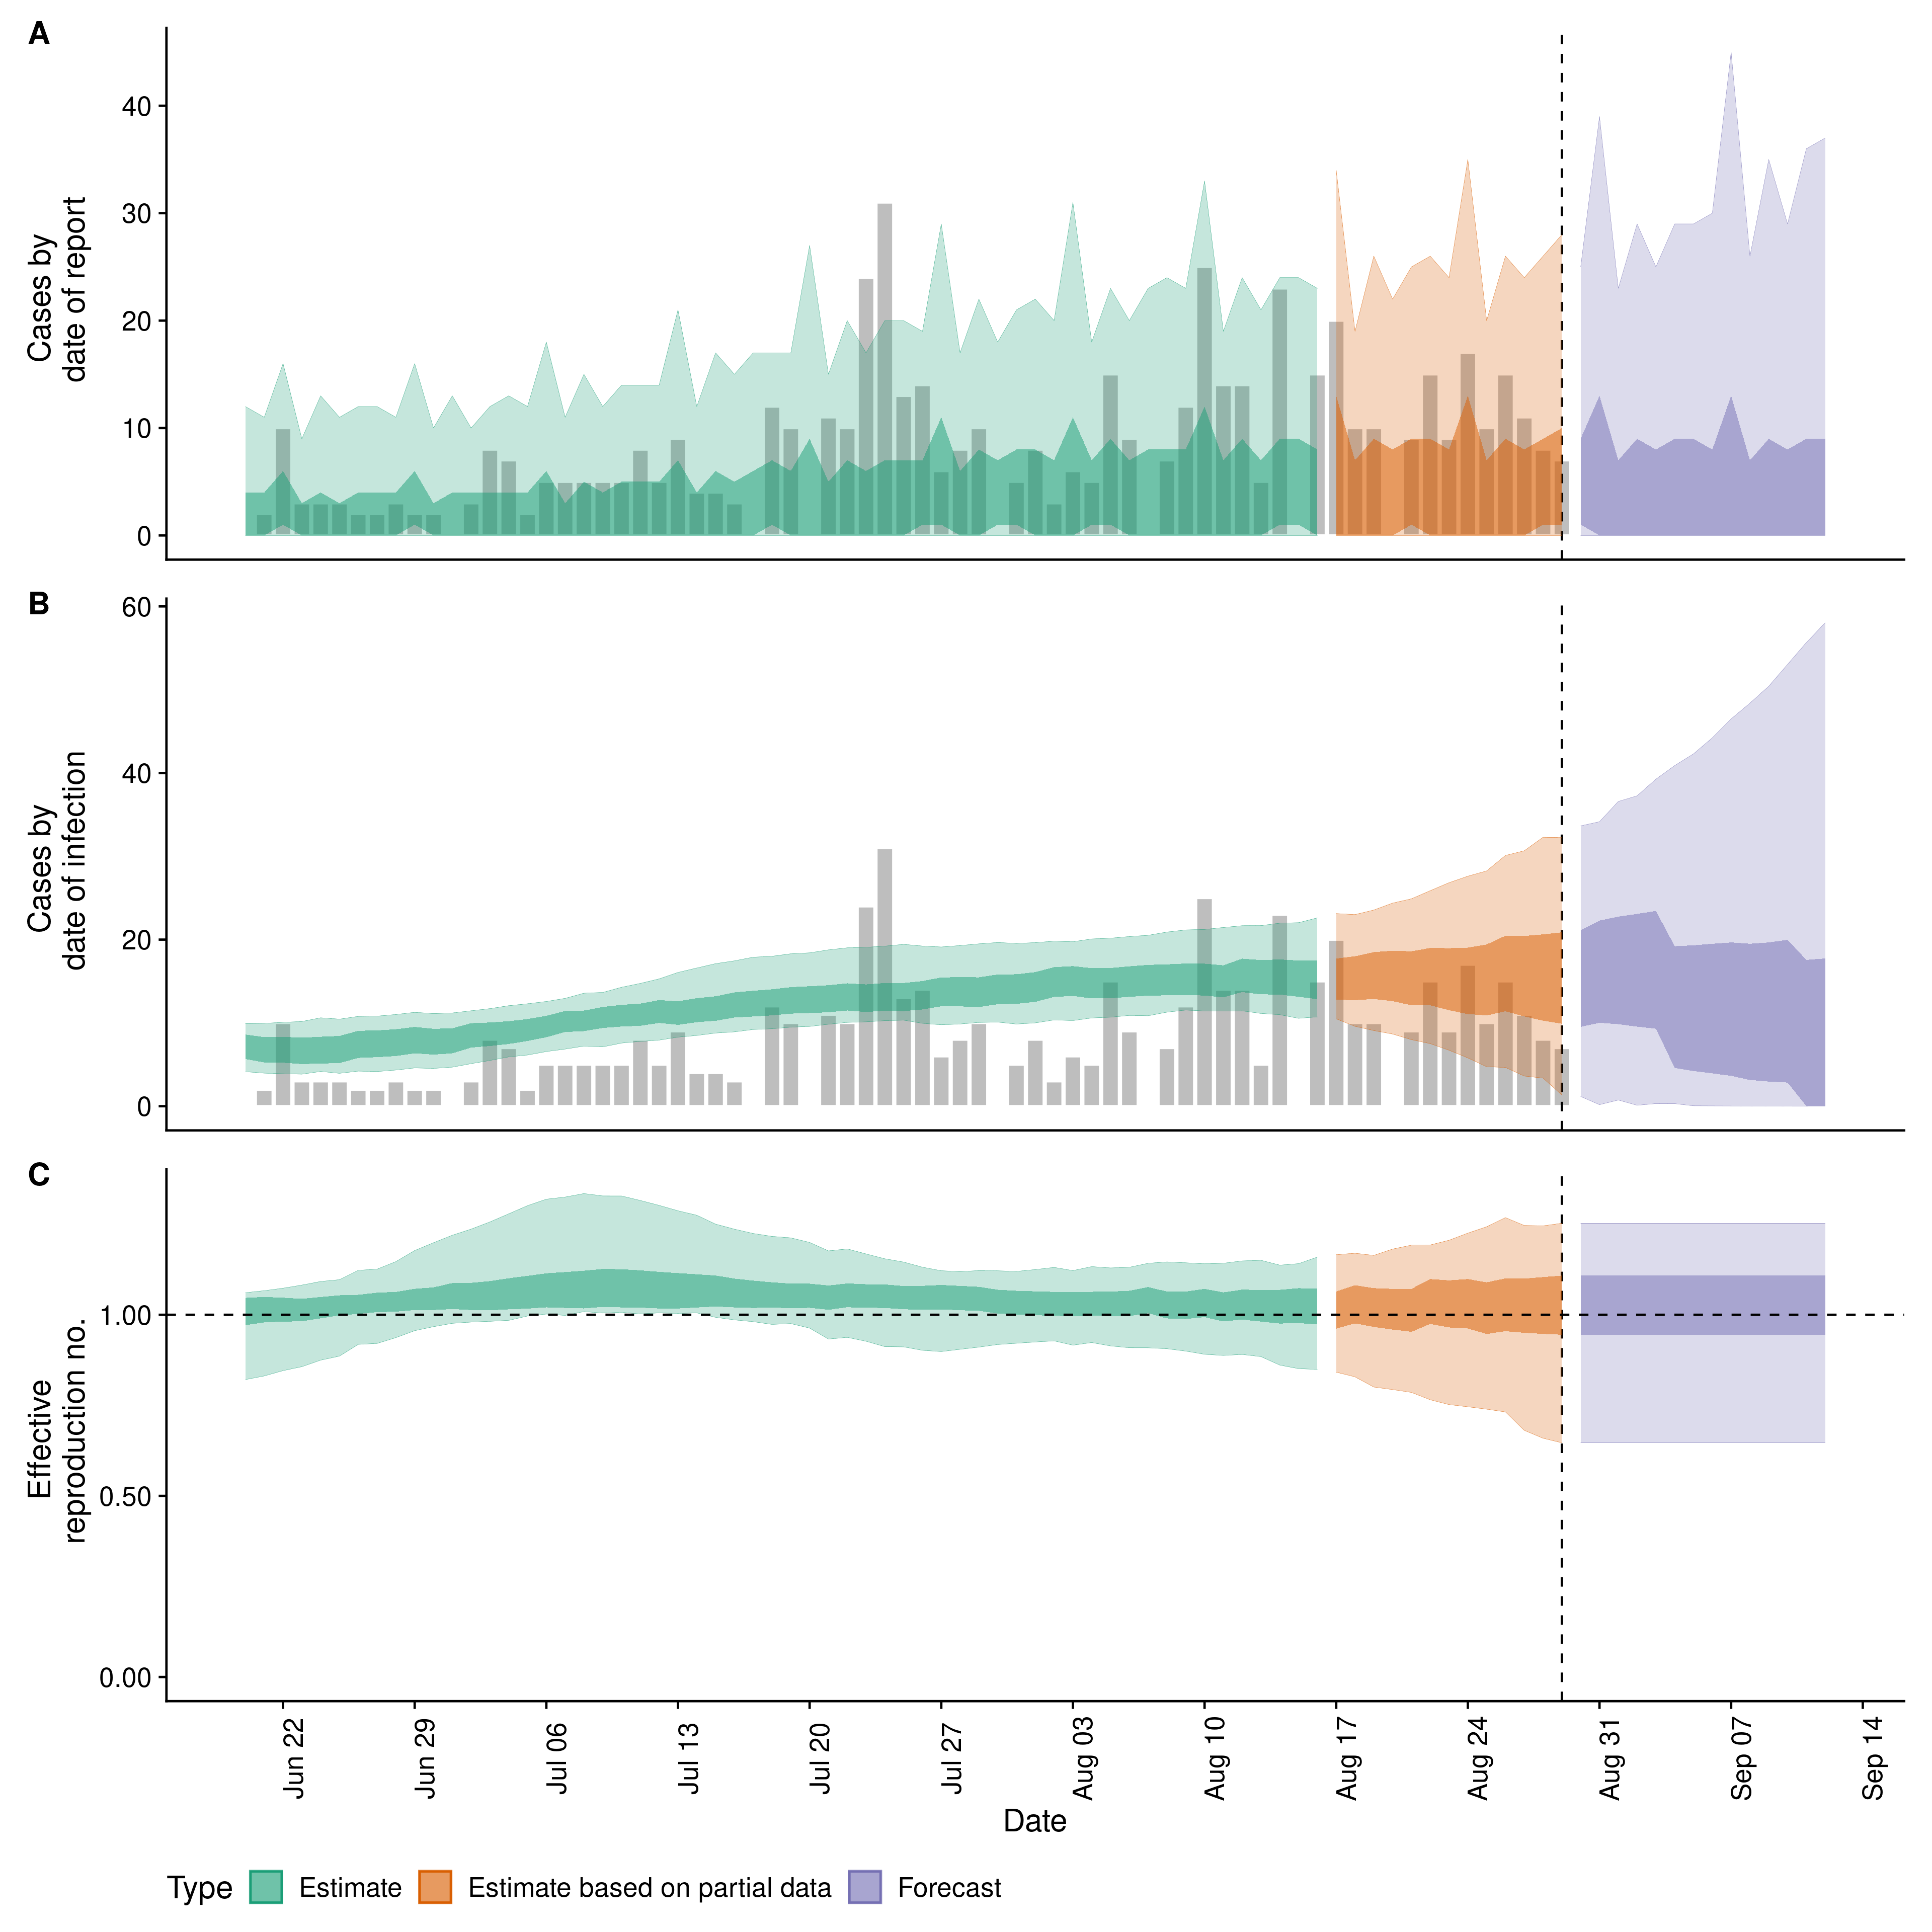 A
Cases by
date of report
40
30
20
10
0
B
Cases by
date of infection
60
40
20
0
C
Effective
reproduction no.
1.00
0.50
0.00
Jun 22
Jun 29
Jul 06
Jul 13
Jul 20
Jul 27
Aug 03
Aug 10
Aug 17
Aug 24
Aug 31
Sep 07
Sep 14
Date
Type Estimate Estimate based on partial data Forecast